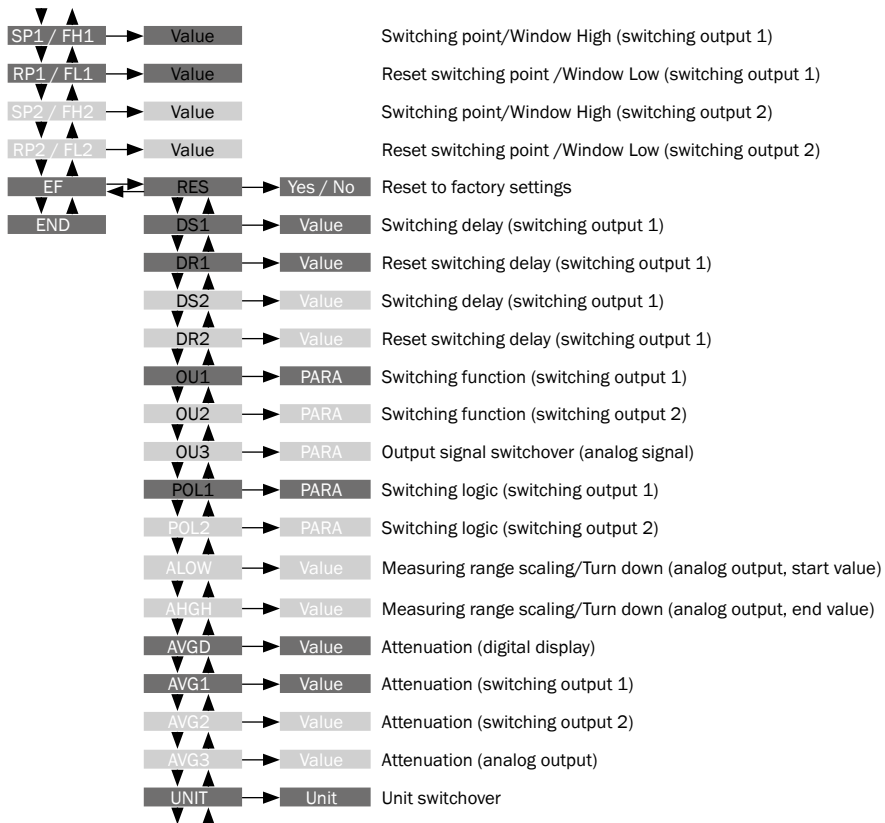 SP1 / FH1 Value Switching point/Window High (switching output 1)
RP1 / FL1 Value Reset switching point /Window Low (switching output 1)
SP2 / FH2 Value Switching point/Window High (switching output 2)
RP2 / FL2 Value Reset switching point /Window Low (switching output 2)
EF RES Yes / No Reset to factory settings
END DS1 Value Switching delay (switching output 1)
DR1 Value Reset switching delay (switching output 1)
DS2 Value Switching delay (switching output 1)
DR2 Value Reset switching delay (switching output 1)
OU1 PARA Switching function (switching output 1)
OU2 PARA Switching function (switching output 2)
OU3 PARA Output signal switchover (analog signal)
POL1 PARA Switching logic (switching output 1)
POL2 PARA Switching logic (switching output 2)
ALOW Value Measuring range scaling/Turn down (analog output, start value)
AHGH Value Measuring range scaling/Turn down (analog output, end value)
AVGD Value Attenuation (digital display)
AVG1 Value Attenuation (switching output 1)
AVG2 Value Attenuation (switching output 2)
AVG3 Value Attenuation (analog output)
UNIT Unit Unit switchover